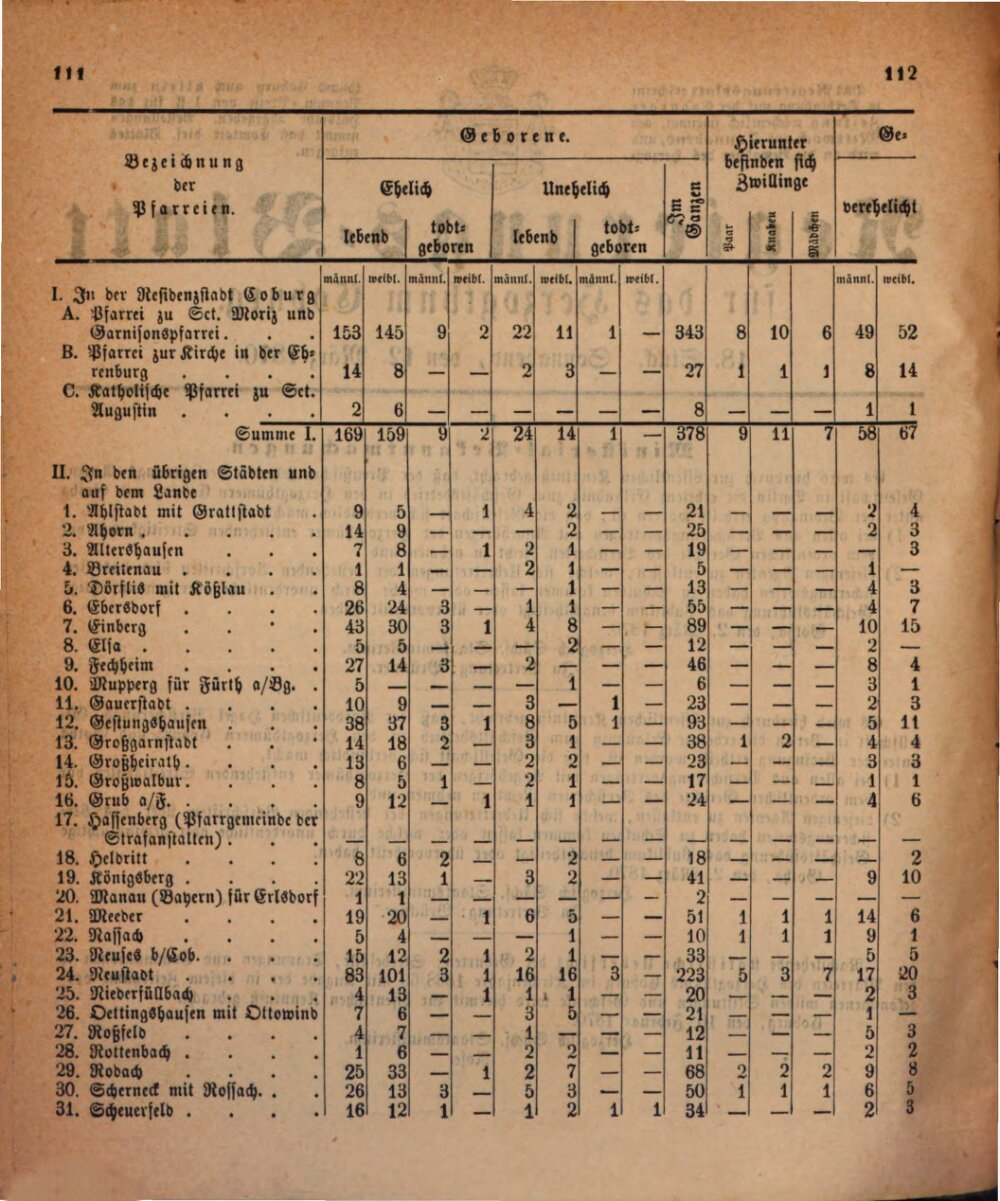 111
112
Bezeichnung
der
Pfarreien.
Geborene.
Ehelich
Unehelich
Im Ganzen
lebend
tobt=
geboren
lebend
tobt=
geboren
Hierunter
befinden sich
Zwillinge
Paar
Knaben
Mädchen
Ge=
verehelicht
männl. weibl. männl. weibl. männl. weibl. männl. weibl. männl. weibl.
I. In der Residenzstadt Coburg
A. Pfarrei zu Sct. Moriz und
Garnisonspfarrei. . . 153 145 9 2 22 11 1 — 343 8 10 6 49 52
B. Pfarrei zur Kirche in der Eh=
renburg . . . . 14 8 — — 2 3 — — 27 1 1 1 8 14
C. Katholische Pfarrei zu Sct.
Augustin . . . . 2 6 — — — — — — 8 — — — 1 1
Summe I. 169 159 9 2 24 14 1 — 378 9 11 7 58 67
II. In den übrigen Städten und
auf dem Lande
1. Ahlstadt mit Grattstadt . 9 5 — 1 4 2 — — 21 — — — 2 4
2. Ahorn . . . . . 14 9 — — — 2 — — 25 — — — 2 3
3. Altershausen . . . 7 8 — 1 2 1 — — 19 — — — — 3
4. Breitenau . . . . 1 1 — — 2 1 — — 5 — — — 1 —
5. Dörflis mit Kößlau . . 8 4 — — — 1 — — 13 — — — 4 3
6. Ebersdorf . . . . 26 24 3 — 1 1 — — 55 — — — 4 7
7. Einberg . . . . 43 30 3 1 4 8 — — 89 — — — 10 15
8. Elsa . . . . . 5 5 — — — 2 — — 12 — — — 2 —
9. Fechheim . . . . 27 14 3 — 2 — — — 46 — — — 8 4
10. Mupperg für Fürth a/Bg. . 5 — — — — 1 — — 6 — — — 3 1
11. Gauerstadt . . . . 10 9 — — 3 — 1 — 23 — — — 2 3
12. Gestungshausen . . . 38 37 3 1 8 5 1 — 93 — — — 5 11
13. Großgarnstadt . . . 14 18 2 — 3 1 — — 38 1 2 — 4 4
14. Großheirath . . . . 13 6 — — 2 2 — — 23 — — — 3 3
15. Großwalbur. . . . 8 5 1 — 2 1 — — 17 — — — 1 1
16. Grub a/F. . . . . 9 12 — 1 1 1 — — 24 — — — 4 6
17. Hassenberg (Pfarrgemeinde der
Strafanstalten) . . . — — — — — — — — — — — — — —
18. Heldritt . . . . 8 6 2 — — 2 — — 18 — — — — 2
19. Königsberg . . . . 22 13 1 — 3 2 — — 41 — — — 9 10
20. Manau (Bayern) für Erlsdorf 1 1 — — — — — — 2 — — — — —
21. Meeder . . . . 19 20 — 1 6 5 — — 51 1 1 1 14 6
22. Nassach . . . . 5 4 — — — 1 — — 10 1 1 1 9 1
23. Neuses b/Cob. . . . 15 12 2 1 2 1 — — 33 — — — 5 5
24. Neustadt . . . . 83 101 3 1 16 16 3 — 223 5 3 7 17 20
25. Niederfüllbach . . . 4 13 — 1 1 1 — — 20 — — — 2 3
26. Oettingshausen mit Ottowind 7 6 — — 3 5 — — 21 — — — 1 —
27. Roßfeld . . . . 4 7 — — 1 — — — 12 — — — 5 3
28. Rottenbach . . . . 1 6 — — 2 2 — — 11 — — — 2 2
29. Rodach . . . . 25 33 — 1 2 7 — — 68 2 2 2 9 8
30. Scherneck mit Rossach. . . 26 13 3 — 5 3 — — 50 1 1 1 6 5
31. Scheuerfeld . . . . 16 12 1 — 1 2 1 1 34 — — — 2 3